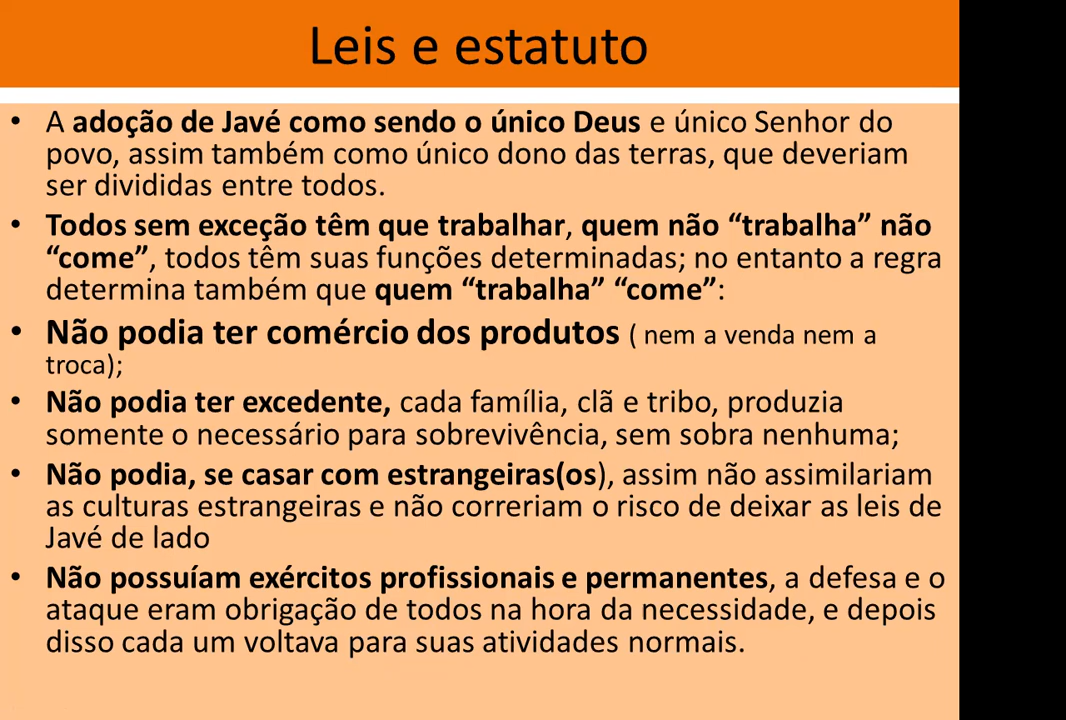 Leis e estatuto
• A adoção de Javé como sendo o único Deus e único Senhor do
povo, assim também como único dono das terras, que deveriam
ser divididas entre todos.
• Todos sem exceção têm que trabalhar, quem não “trabalha” não
“come”, todos têm suas funções determinadas; no entanto a regra
determina também que quem “trabalha” “come”:
• Não podia ter comércio dos produtos ( nem a venda nem a
troca);
• Não podia ter excedente, cada família, clã e tribo, produzia
somente o necessário para sobrevivência, sem sobra nenhuma;
• Não podia, se casar com estrangeiras(os), assim não assimilariam
as culturas estrangeiras e não correriam o risco de deixar as leis de
Javé de lado
• Não possuíam exércitos profissionais e permanentes, a defesa e o
ataque eram obrigação de todos na hora da necessidade, e depois
disso cada um voltava para suas atividades normais.